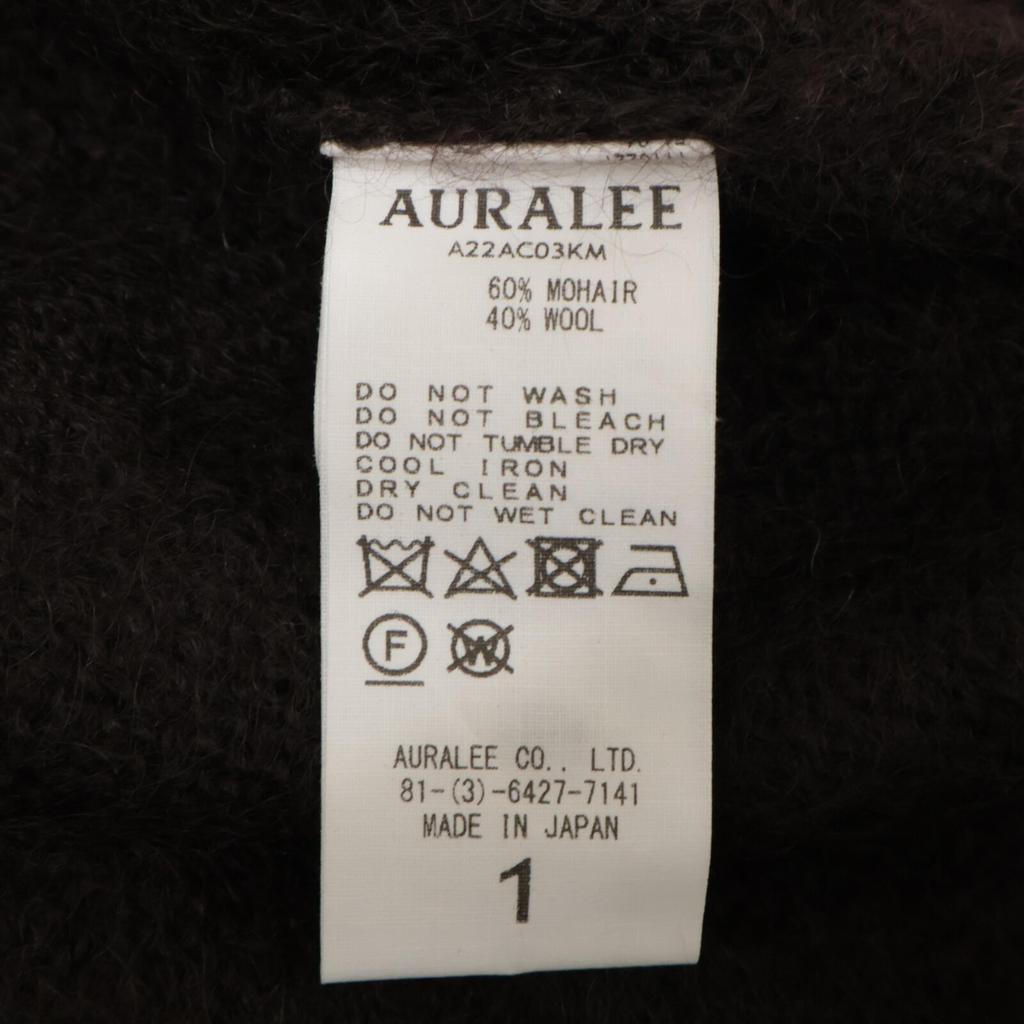 AURALEE
A22AC03KM
60% MOHAIR
40% WOOL
DO NOT WASH
DO NOT BLEACH
DO NOT TUMBLE DRY
COOL IRON
DRY CLEAN
DO NOT WET CLEAN
F W
AURALEE CO., LTD.
81-(3)-6427-7141
MADE IN JAPAN
1